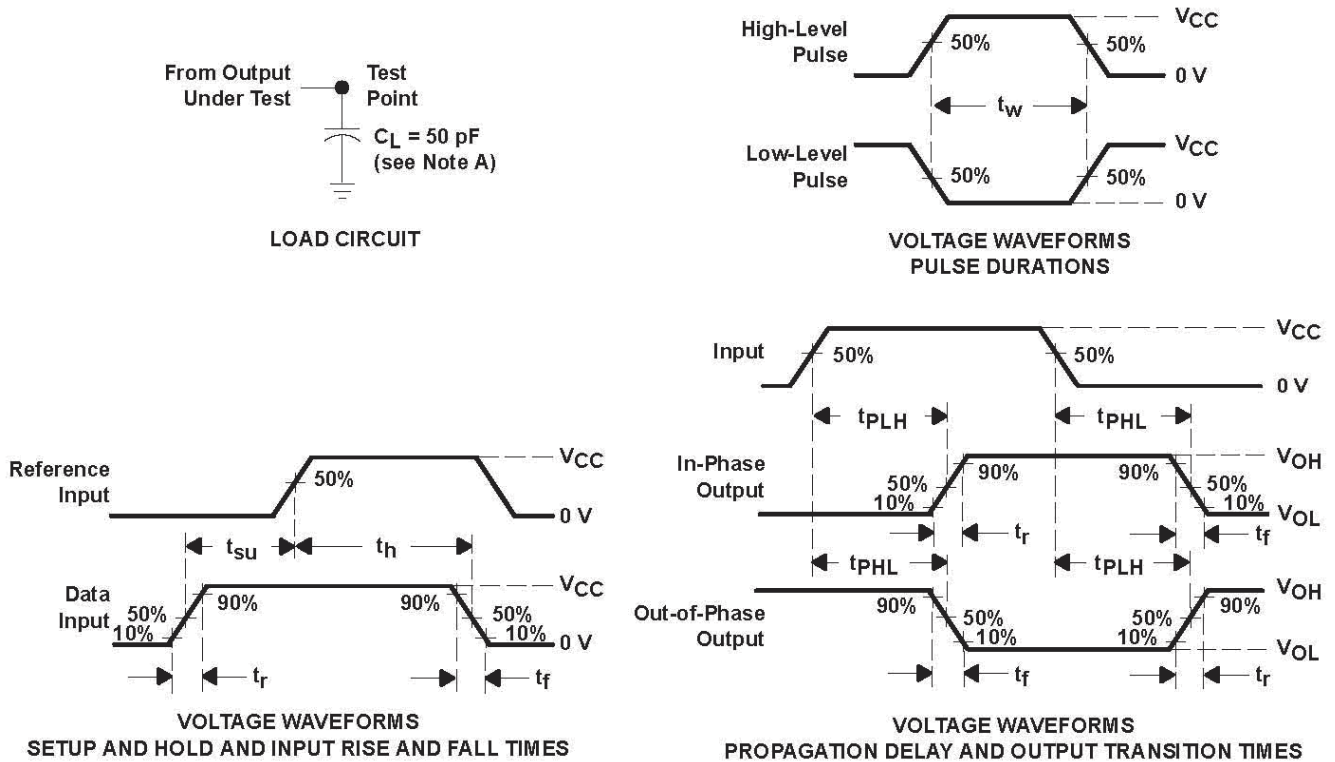 From Output
Under Test
Test
Point
CL = 50 pF
(see Note A)
LOAD CIRCUIT
High-Level
Pulse
50%
50%
VCC
0 V
tw
Low-Level
Pulse
50%
50%
VCC
0 V
VOLTAGE WAVEFORMS
PULSE DURATIONS
Reference
Input
50%
VCC
0 V
tsu
th
Data
Input
50%
10%
90%
90%
50%
10%
VCC
0 V
tr
tf
VOLTAGE WAVEFORMS
SETUP AND HOLD AND INPUT RISE AND FALL TIMES
Input
50%
50%
VCC
0 V
tPLH
tPHL
In-Phase
Output
50%
10%
90%
90%
50%
10%
VOH
VOL
tr
tf
tPHL
tPLH
Out-of-Phase
Output
90%
50%
10%
50%
10%
90%
VOH
VOL
tf
tr
VOLTAGE WAVEFORMS
PROPAGATION DELAY AND OUTPUT TRANSITION TIMES